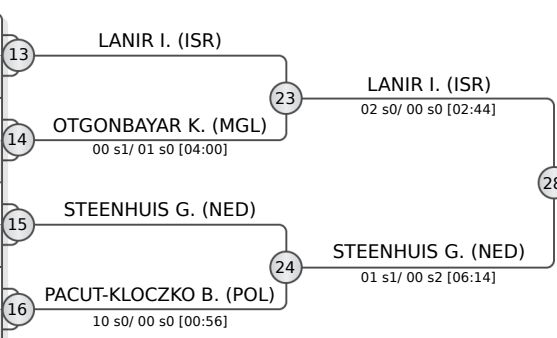 13
LANIR I. (ISR)
23
LANIR I. (ISR)
02 s0/ 00 s0 [02:44]
14
OTGONBAYAR K. (MGL)
00 s1/ 01 s0 [04:00]
28
15
STEENHUIS G. (NED)
24
STEENHUIS G. (NED)
01 s1/ 00 s2 [06:14]
16
PACUT-KLOCZKO B. (POL)
10 s0/ 00 s0 [00:56]